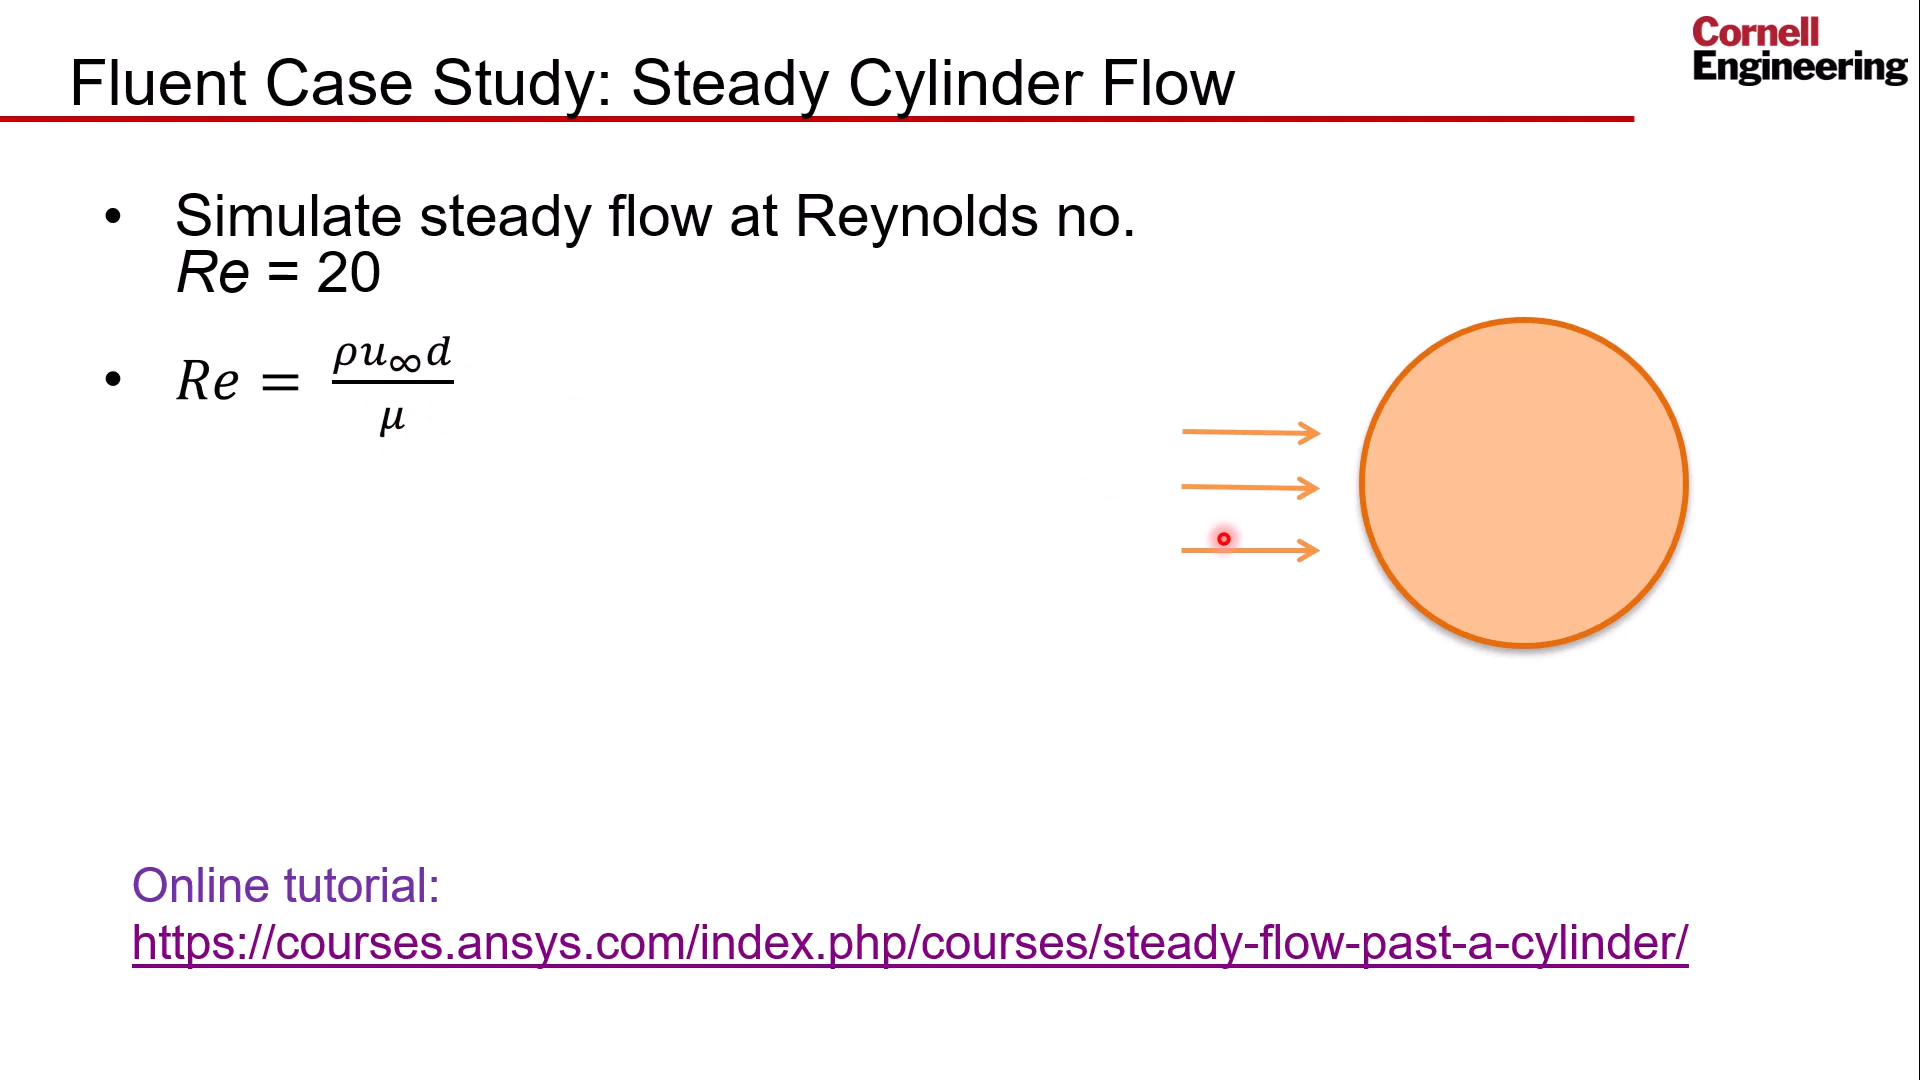 Cornell
Engineering
Fluent Case Study: Steady Cylinder Flow
• Simulate steady flow at Reynolds no.
Re = 20
• Re = ρu∞d / μ
Online tutorial:
https://courses.ansys.com/index.php/courses/steady-flow-past-a-cylinder/